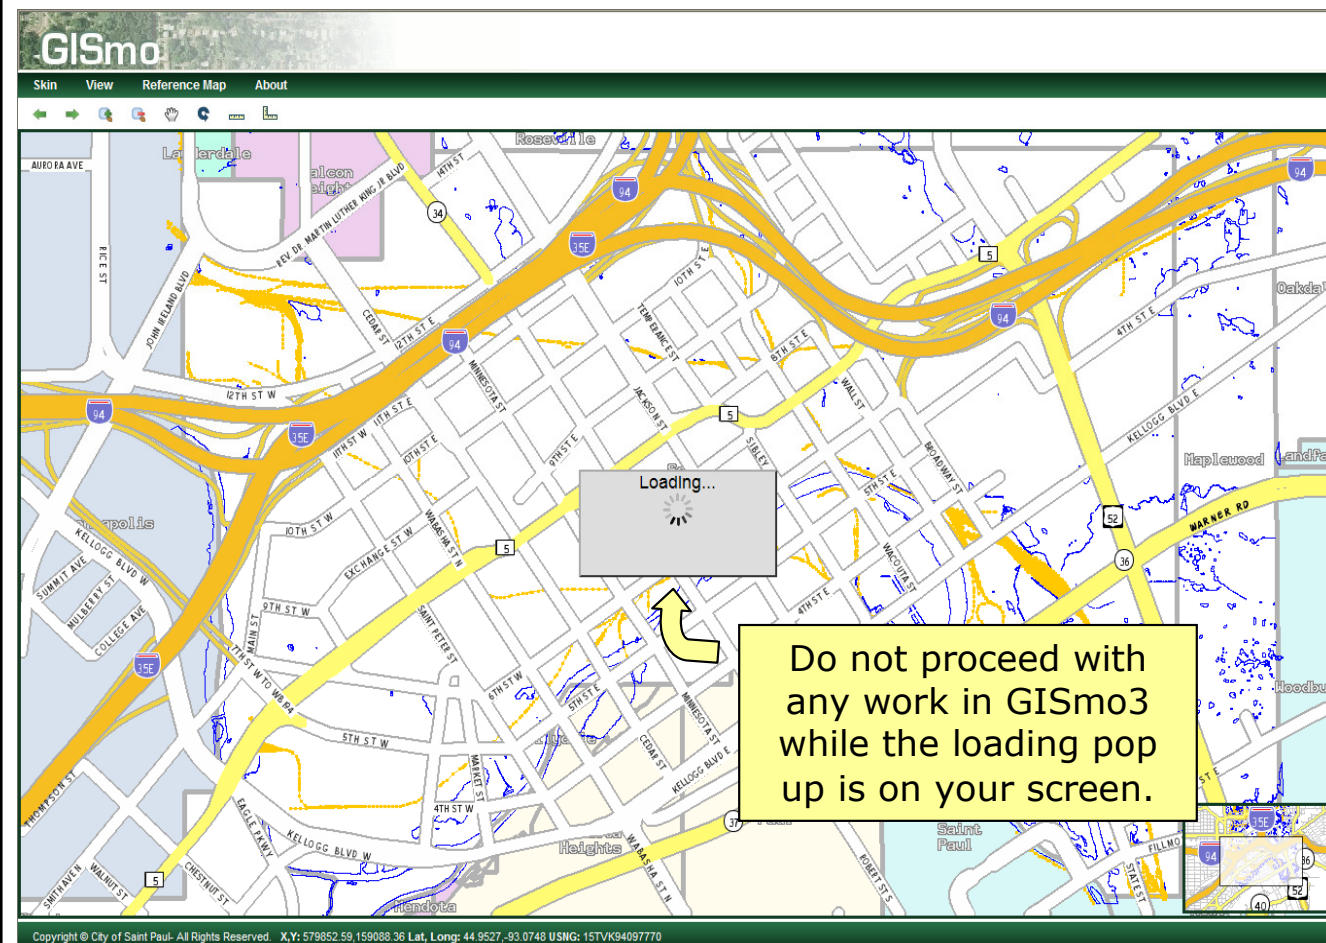 GISmo
Skin View Reference Map About
Roseville
AURORA AVE
14TH ST
94
94
34
REV. DR. MARTIN LUTHER KING JR BLVD
35E
5
RICE ST
10TH ST E
JOHN IRELAND BLVD
TEMPERANCE ST
94
4TH ST E
CEDAR ST
12TH ST E
94
8TH ST E
MINNESOTA ST
12TH ST W
JACKSON ST
WALL ST
94
11TH ST E
5
KELLOGG BLVD E
35E
11TH ST W
10TH ST E
9TH ST E
SIBLEY
BROADWAY ST
Maplewood
Loading...
5TH ST E
52
WARNER RD
10TH ST W
WABASHA ST N
KELLOGG BLVD W
EXCHANGE ST W
5
WACOUTA ST
36
SUMMIT AVE
MULBERRY ST
COLLEGE AVE
9TH ST W
MAIN ST
SAINT PETER ST
4TH ST E
35E
7TH ST W TO WB I94
6TH ST W
5TH ST E
MINNESOTA ST
Do not proceed with
any work in GISmo3
while the loading pop
up is on your screen.
5TH ST W
CEDAR ST
MARKET ST
KELLOGG BLVD E
THOMPSON ST
4TH ST W
EAGLE PKWY
37
KELLOGG BLVD W
Heights
Saint
Paul
35E
94
36
FILLMO
5
WALNUT ST
CHESTNUT ST
SMITH AVE N
WABASHA ST N
ROBERT ST S
STATE ST
52
40
Mendota
Copyright © City of Saint Paul- All Rights Reserved. X,Y: 579852.59,159088.36 Lat, Long: 44.9527,-93.0748 USNG: 15TVK94097770